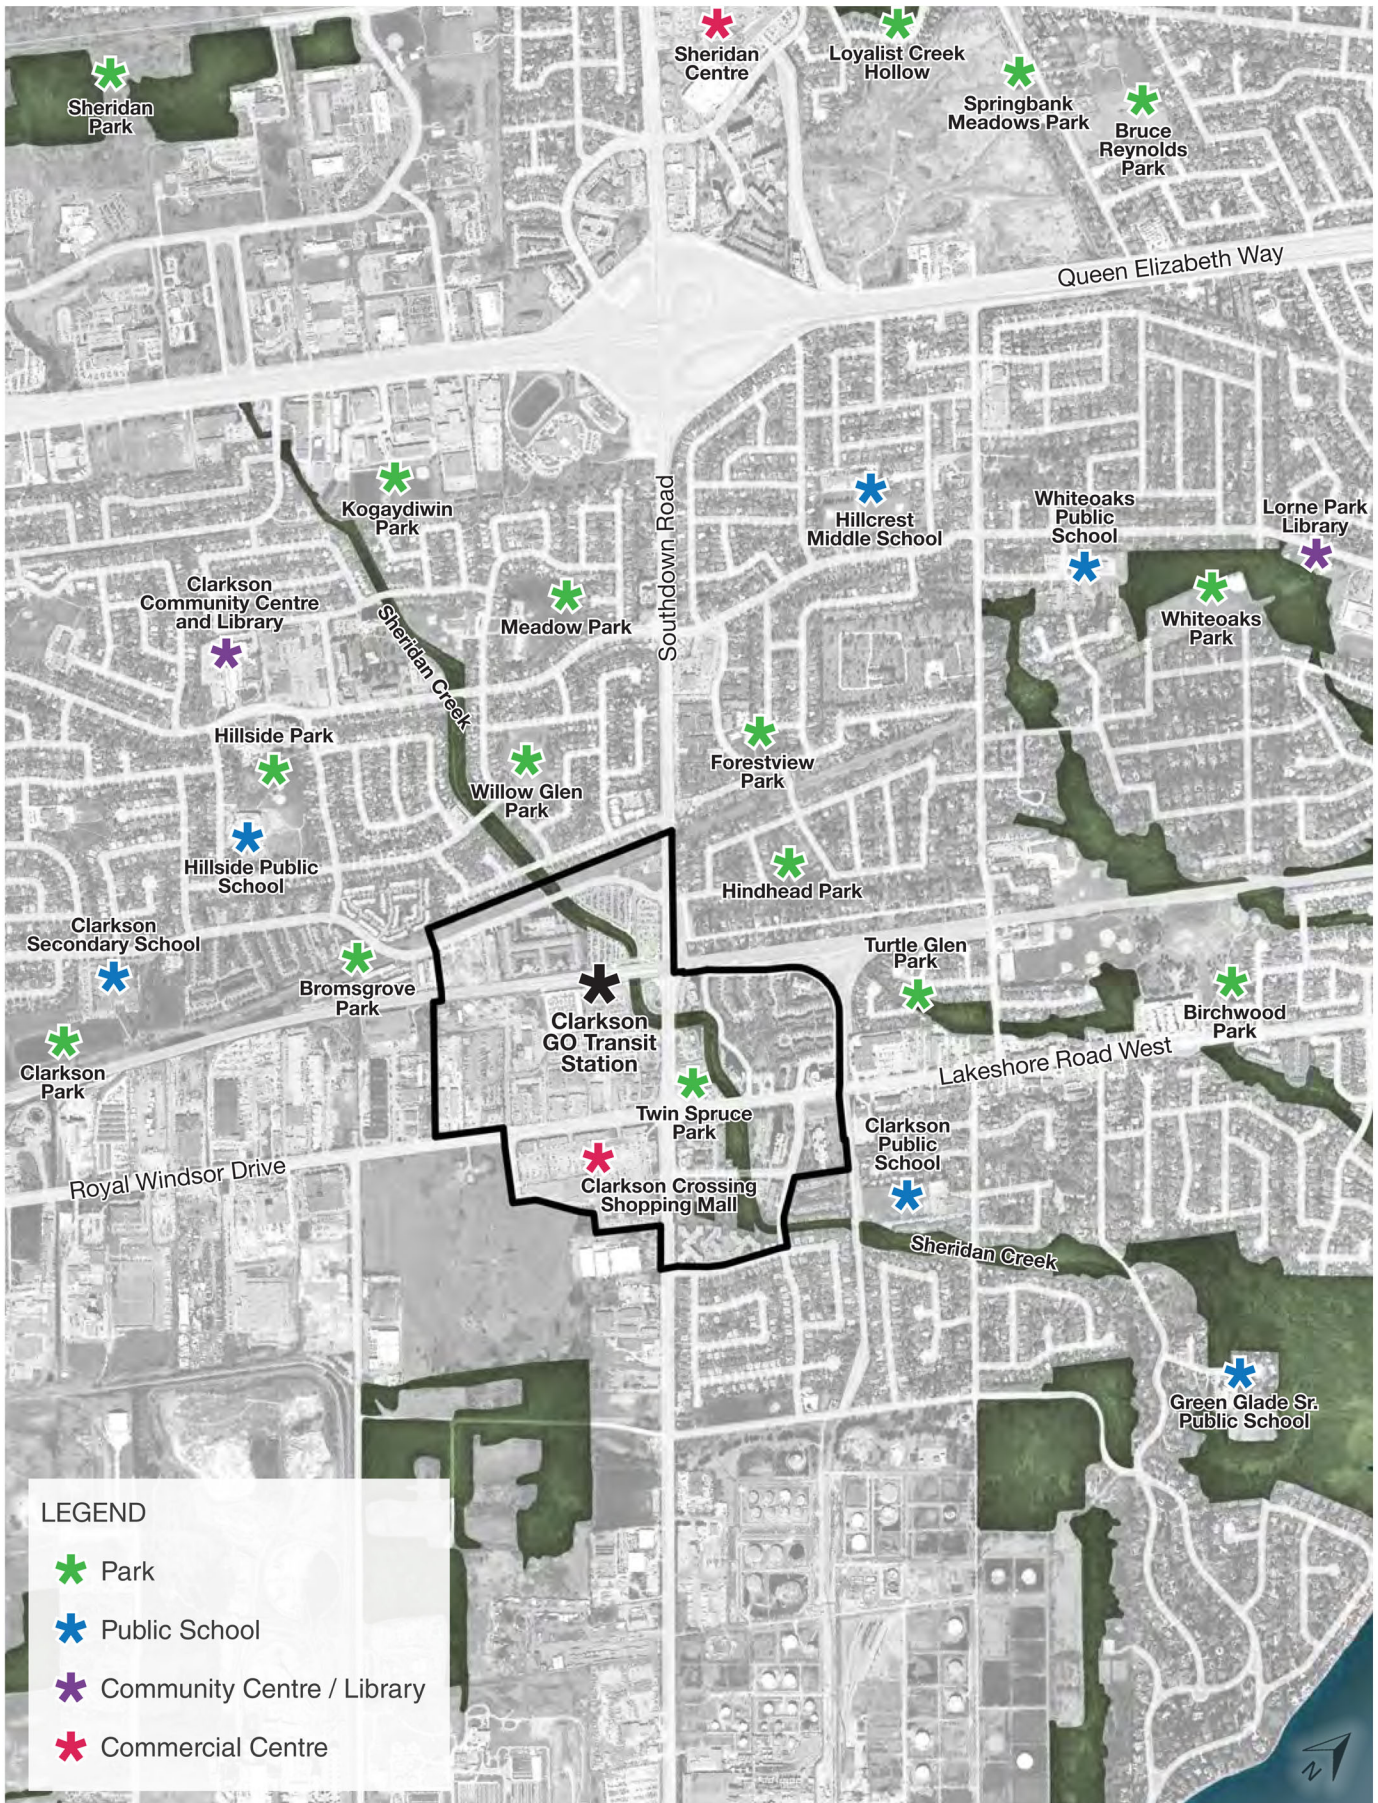 Sheridan
Centre
Loyalist Creek
Hollow
Sheridan
Park
Springbank
Meadows Park
Bruce
Reynolds
Park
Queen Elizabeth Way
Kogaydiwin
Park
Southdown Road
Hillcrest
Middle School
Whiteoaks
Public
School
Lorne Park
Library
Clarkson
Community Centre
and Library
Sheridan Creek
Meadow Park
Whiteoaks
Park
Hillside Park
Willow Glen
Park
Forestview
Park
Hillside Public
School
Hindhead Park
Clarkson
Secondary School
Bromsgrove
Park
Turtle Glen
Park
Birchwood
Park
Clarkson
GO Transit
Station
Clarkson
Park
Lakeshore Road West
Twin Spruce
Park
Clarkson
Public
School
Royal Windsor Drive
Clarkson Crossing
Shopping Mall
Sheridan Creek
Green Glade Sr.
Public School
LEGEND
Park
Public School
Community Centre / Library
Commercial Centre
N